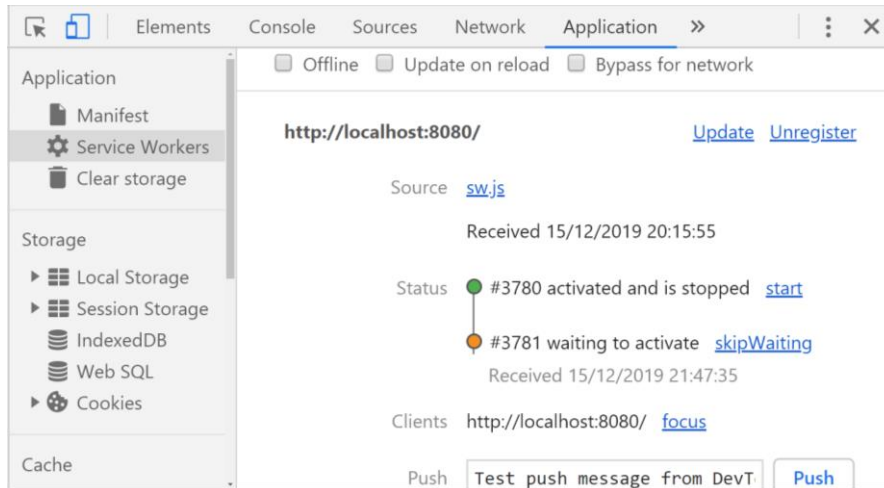 Elements Console Sources Network Application »
Offline Update on reload Bypass for network
Application
Manifest
Service Workers
Clear storage
Storage
Local Storage
Session Storage
IndexedDB
Web SQL
Cookies
Cache
http://localhost:8080/ Update Unregister
Source sw.js
Received 15/12/2019 20:15:55
Status #3780 activated and is stopped start
#3781 waiting to activate skipWaiting
Received 15/12/2019 21:47:35
Clients http://localhost:8080/ focus
Push Test push message from DevT Push